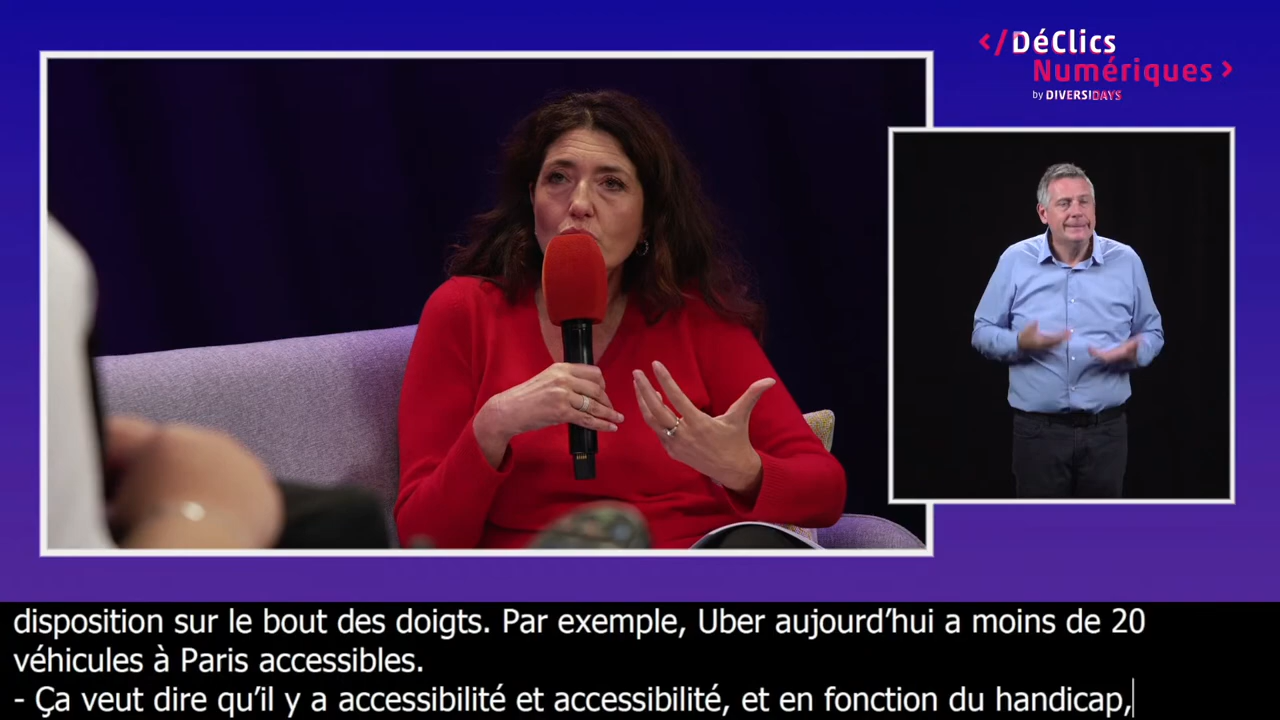 </DéClics
Numériques>
by DIVERSIDAYS
disposition sur le bout des doigts. Par exemple, Uber aujourd’hui a moins de 20
véhicules à Paris accessibles.
- Ça veut dire qu’il y a accessibilité et accessibilité, et en fonction du handicap,